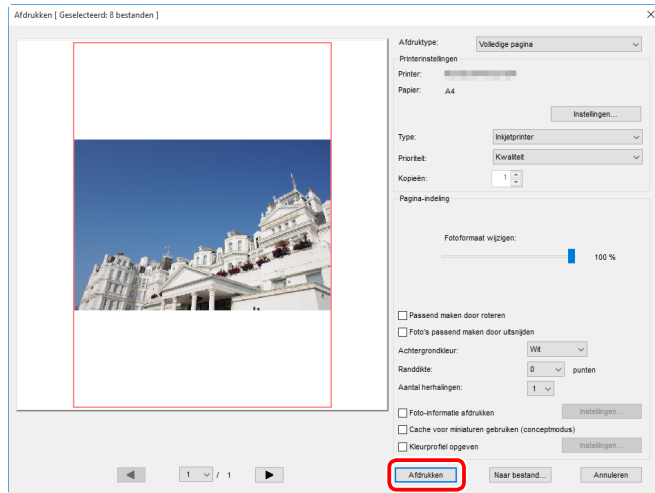 Afdrukken [ Geselecteerd: 8 bestanden ]
Afdruktype: Volledige pagina
Printerinstellingen
Printer:
Papier: A4
Instellingen...
Type: Inkjetprinter
Prioriteit: Kwaliteit
Kopieën: 1
Pagina-indeling
Fotoformaat wijzigen:
100 %
Passend maken door roteren
Foto's passend maken door uitsnijden
Achtergrondkleur: Wit
Randdikte: 0 punten
Aantal herhalingen: 1
Foto-informatie afdrukken Instellingen...
Cache voor miniaturen gebruiken (conceptmodus)
Kleurprofiel opgeven Instellingen...
1 / 1
Afdrukken Naar bestand... Annuleren